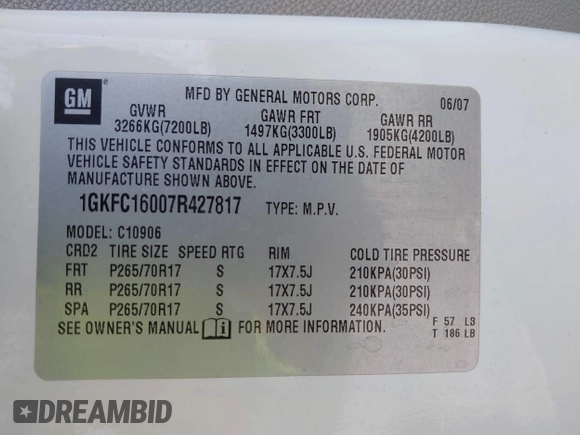 GM ® MFD BY GENERAL MOTORS CORP. 06/07
GVWR GAWR FRT GAWR RR
3266KG(7200LB) 1497KG(3300LB) 1905KG(4200LB)
THIS VEHICLE CONFORMS TO ALL APPLICABLE U.S. FEDERAL MOTOR
VEHICLE SAFETY STANDARDS IN EFFECT ON THE DATE OF
MANUFACTURE SHOWN ABOVE.
1GKFC16007R427817 TYPE: M.P.V.
MODEL: C10906
CRD2 TIRE SIZE SPEED RTG RIM COLD TIRE PRESSURE
FRT P265/70R17 S 17X7.5J 210KPA(30PSI)
RR P265/70R17 S 17X7.5J 210KPA(30PSI)
SPA P265/70R17 S 17X7.5J 240KPA(35PSI)
SEE OWNER'S MANUAL i FOR MORE INFORMATION.
F 57 LB
T 186 LB
DREAMBID